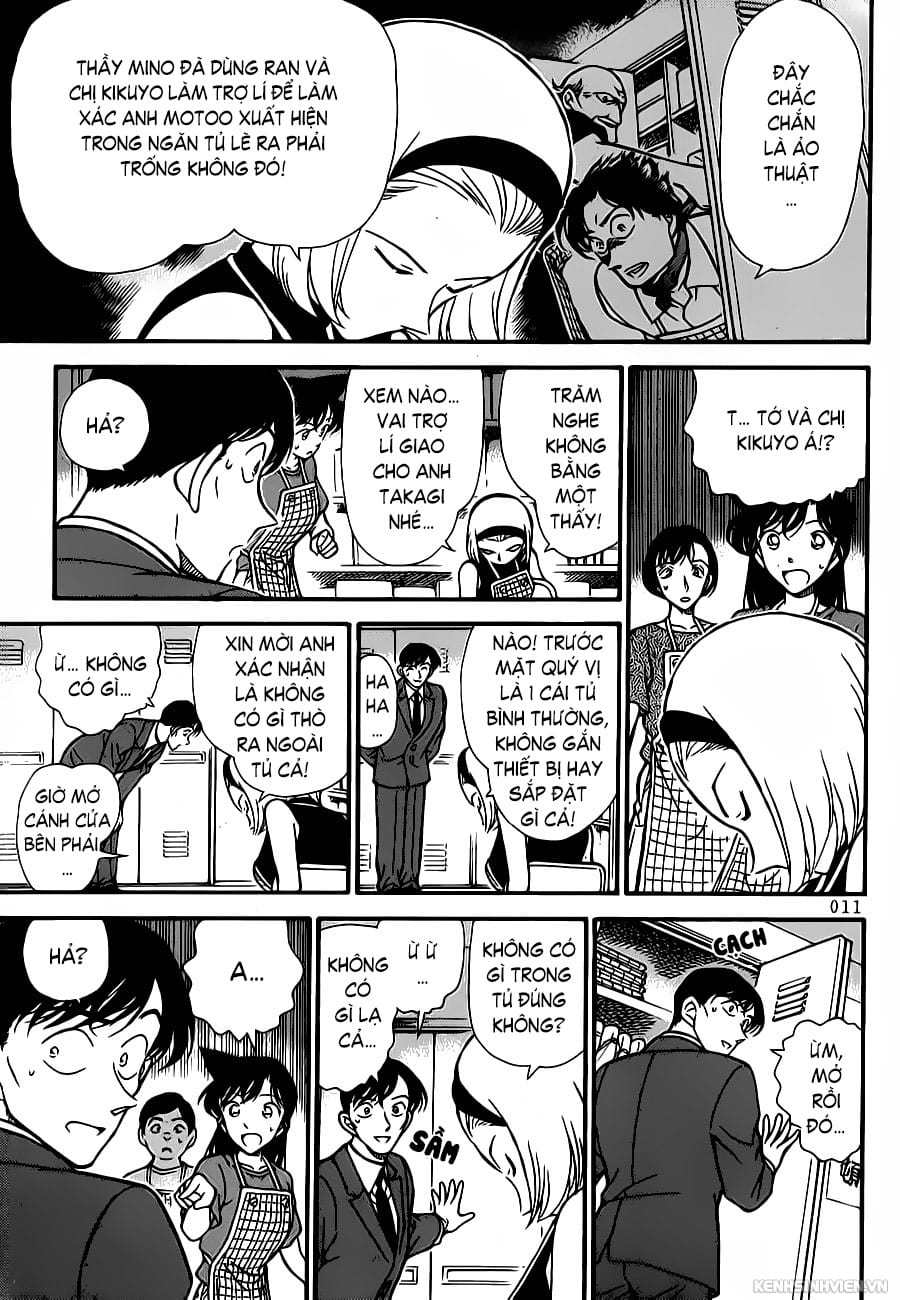 ĐÂY
CHẮC
CHẮN
LÀ ẢO
THUẬT
...
THẦY MINO ĐÃ DÙNG RAN VÀ
CHỊ KIKUYO LÀM TRỢ LÍ ĐỂ LÀM
XÁC ANH MOTOO XUẤT HIỆN
TRONG NGĂN TỦ LẼ RA PHẢI
TRỐNG KHÔNG ĐÓ!
T... TỚ VÀ CHỊ
KIKUYO Á!?
TRĂM
NGHE
KHÔNG
BẰNG
MỘT
THẤY!
XEM NÀO...
VAI TRỢ
LÍ GIAO
CHO ANH
TAKAGI
NHÉ...
HẢ?
NÀO! TRƯỚC
MẶT QUÝ VỊ
LÀ 1 CÁI TỦ
BÌNH THƯỜNG,
KHÔNG GẮN
THIẾT BỊ HAY
SẮP ĐẶT
GÌ CẢ!
HA
HA
...
XIN MỜI ANH
XÁC NHẬN
LÀ KHÔNG
CÓ GÌ THÒ
RA NGOÀI
TỦ CẢ!
Ừ... KHÔNG
CÓ GÌ...
GIỜ MỞ
CÁNH CỬA
BÊN PHẢI
...
011
CẠCH
ỪM,
MỞ
RỒI
ĐÓ...
KHÔNG CÓ
GÌ TRONG
TỦ ĐÚNG
KHÔNG?
Ừ Ừ
...
KHÔNG
CÓ
GÌ LẠ
CẢ...
SẦM
A...
HẢ?
KENHSINHVIEN.VN